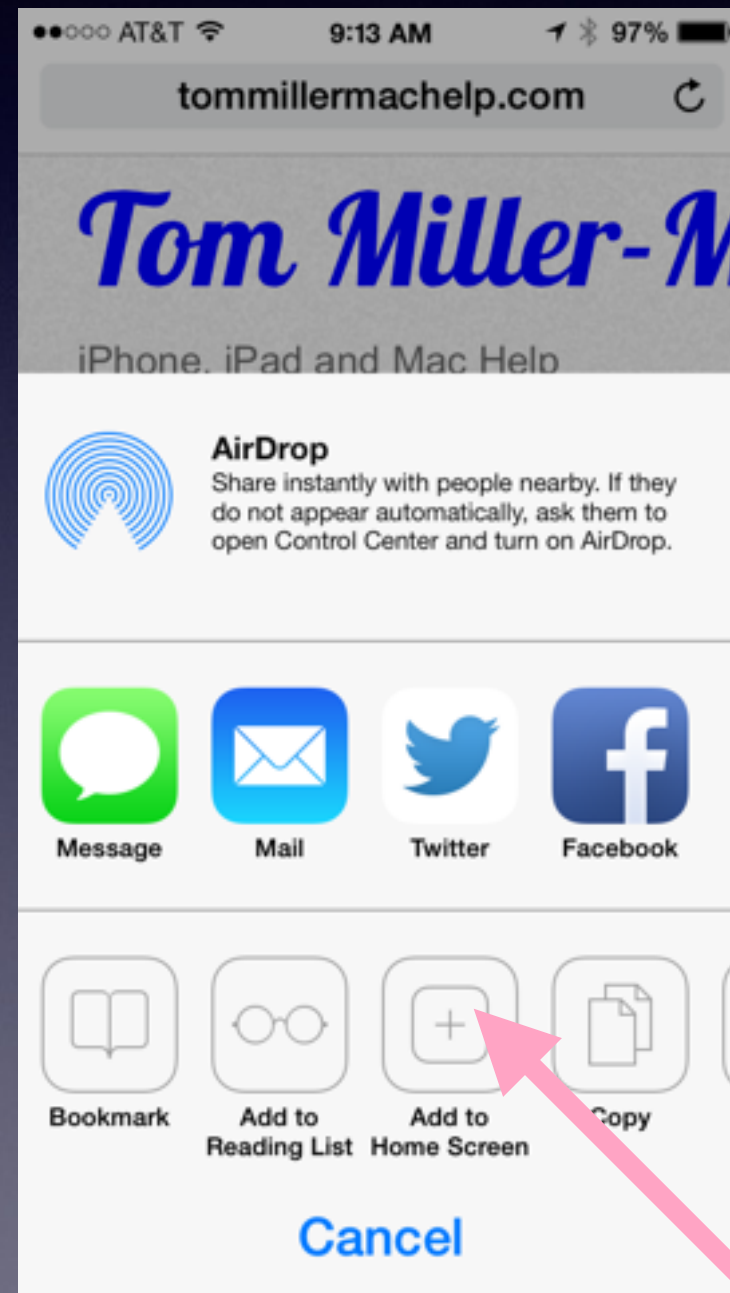 AT&T 9:13 AM 97%
tommillermachelp.com
Tom Miller-M
iPhone, iPad and Mac Help
AirDrop
Share instantly with people nearby. If they
do not appear automatically, ask them to
open Control Center and turn on AirDrop.
Message Mail Twitter Facebook
Bookmark Add to Add to Copy
Reading List Home Screen
Cancel